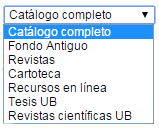 Catálogo completo
Catálogo completo
Fondo Antiguo
Revistas
Cartoteca
Recursos en línea
Tesis UB
Revistas científicas UB